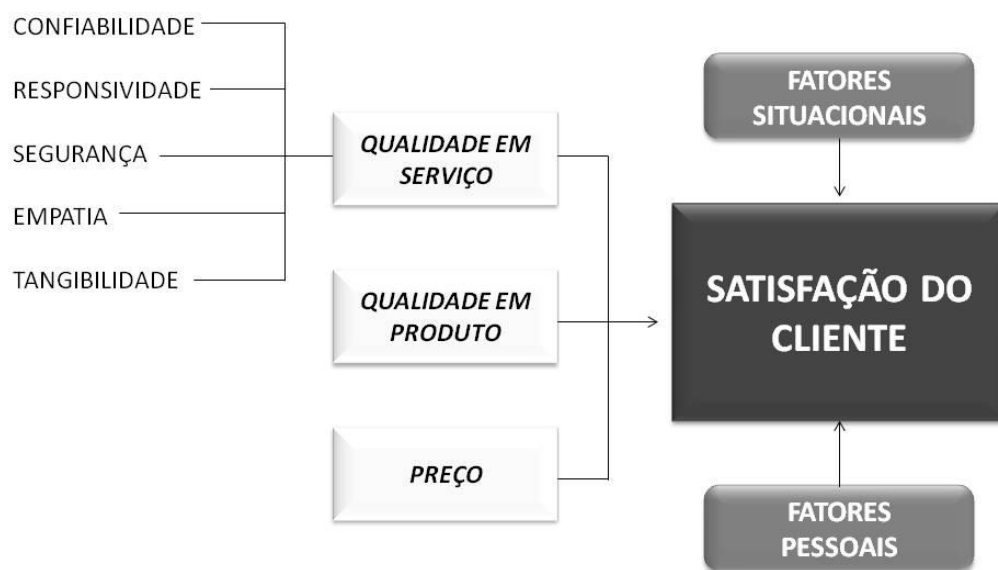 CONFIABILIDADE
RESPONSIVIDADE
SEGURANÇA
EMPATIA
TANGIBILIDADE
QUALIDADE EM
SERVIÇO
QUALIDADE EM
PRODUTO
PREÇO
FATORES
SITUACIONAIS
SATISFAÇÃO DO
CLIENTE
FATORES
PESSOAIS